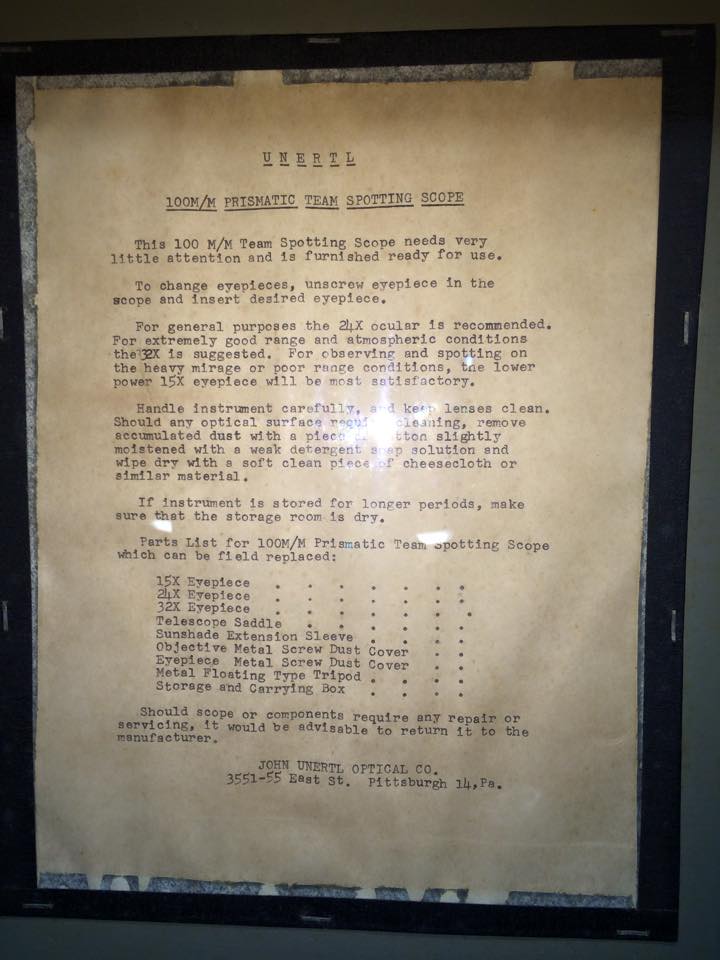 U N E R T L
100M/M PRISMATIC TEAM SPOTTING SCOPE
This 100 M/M Team Spotting Scope needs very
little attention and is furnished ready for use.
To change eyepieces, unscrew eyepiece in the
scope and insert desired eyepiece.
For general purposes the 24X ocular is recommended.
For extremely good range and atmospheric conditions
the 32X is suggested. For observing and spotting on
the heavy mirage or poor range conditions, the lower
power 15X eyepiece will be most satisfactory.
Handle instrument carefully, and keep lenses clean.
Should any optical surface require cleaning, remove
accumulated dust with a piece of cotton slightly
moistened with a weak detergent soap solution and
wipe dry with a soft clean piece of cheesecloth or
similar material.
If instrument is stored for longer periods, make
sure that the storage room is dry.
Parts List for 100M/M Prismatic Team Spotting Scope
which can be field replaced:
15X Eyepiece . . . . . . .
24X Eyepiece . . . . . . .
32X Eyepiece . . . . . . .
Telescope Saddle . . . . . .
Sunshade Extension Sleeve . . . .
Objective Metal Screw Dust Cover . .
Eyepiece Metal Screw Dust Cover . .
Metal Floating Type Tripod . . . .
Storage and Carrying Box . . . .
Should scope or components require any repair or
servicing, it would be advisable to return it to the
manufacturer.
JOHN UNERTL OPTICAL CO.
3551-55 East St. Pittsburgh 14, Pa.